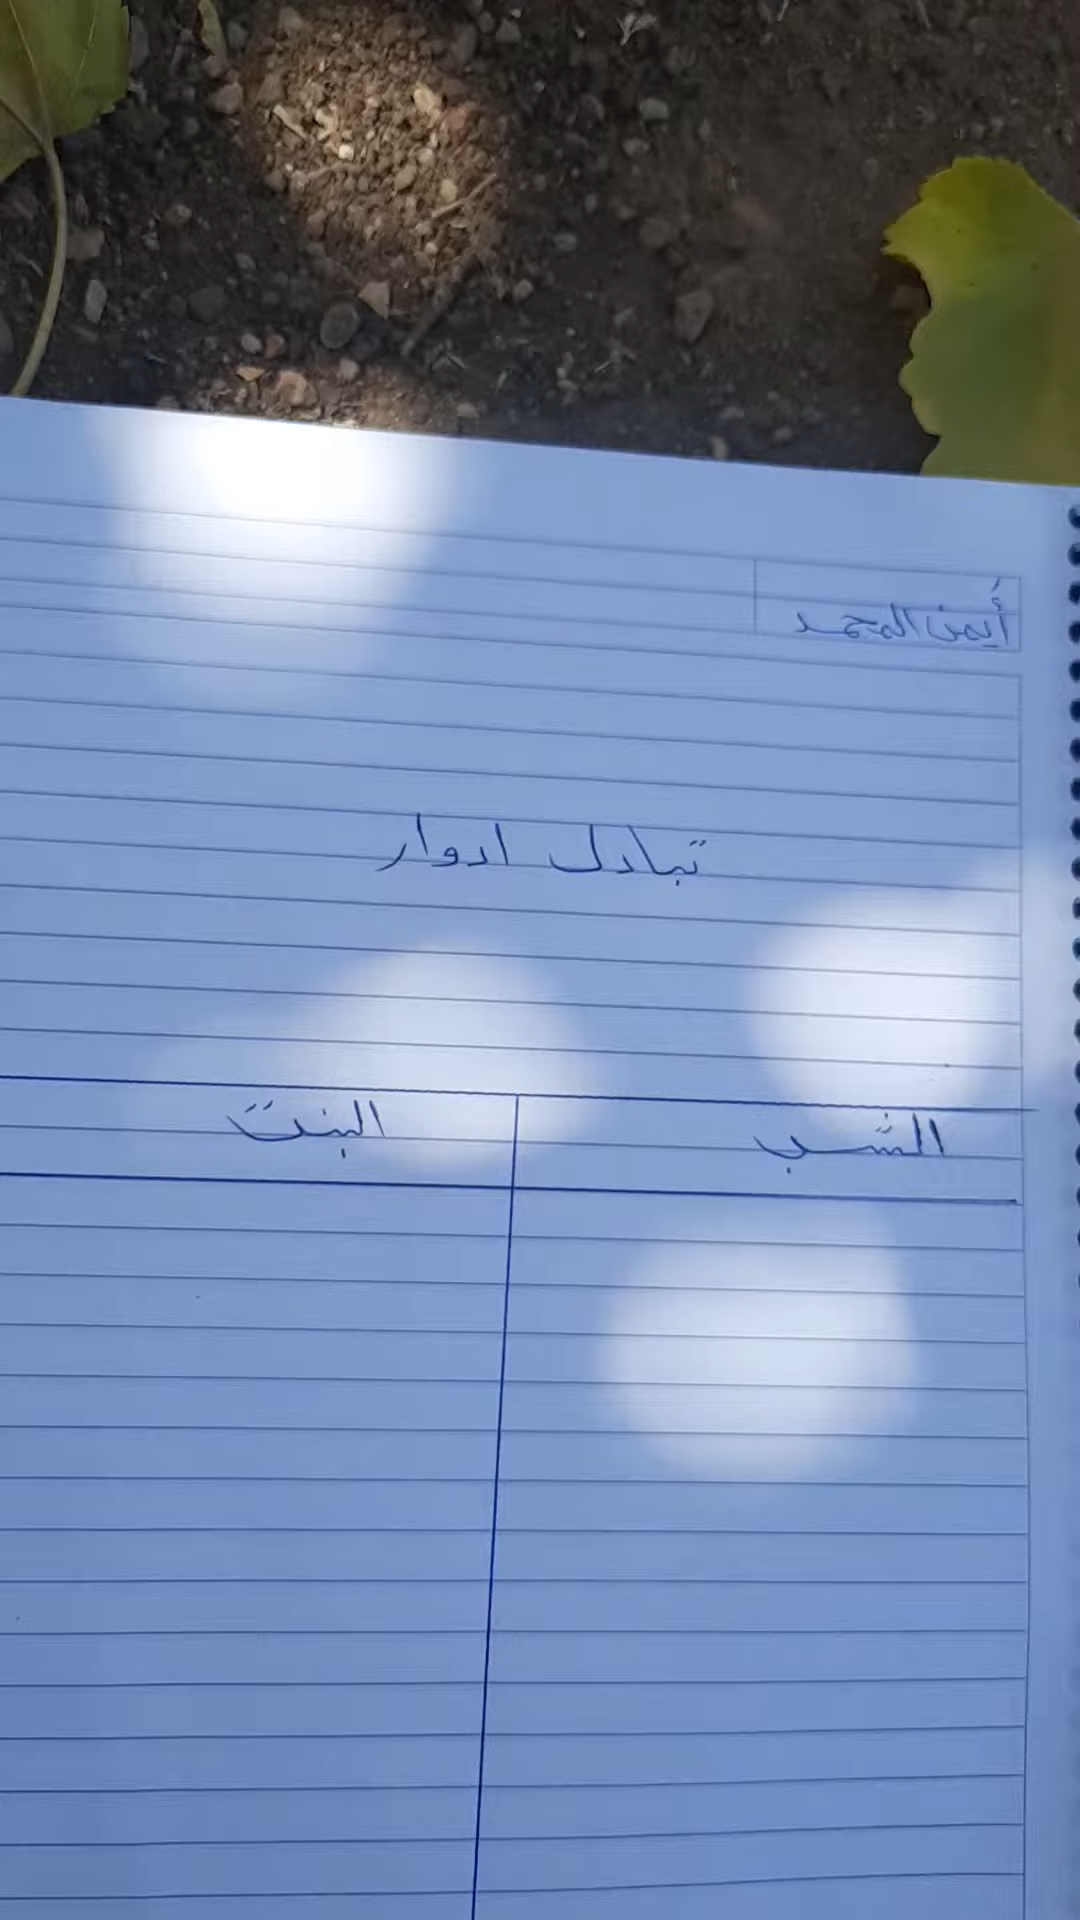 أيمن المحمد
تبادل ادوار
الشب
البنت